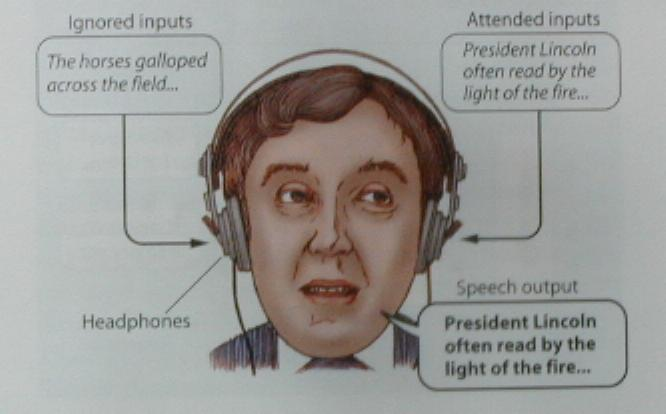 Ignored inputs
The horses galloped
across the field...
Attended inputs
President Lincoln
often read by the
light of the fire...
Headphones
Speech output
President Lincoln
often read by the
light of the fire...